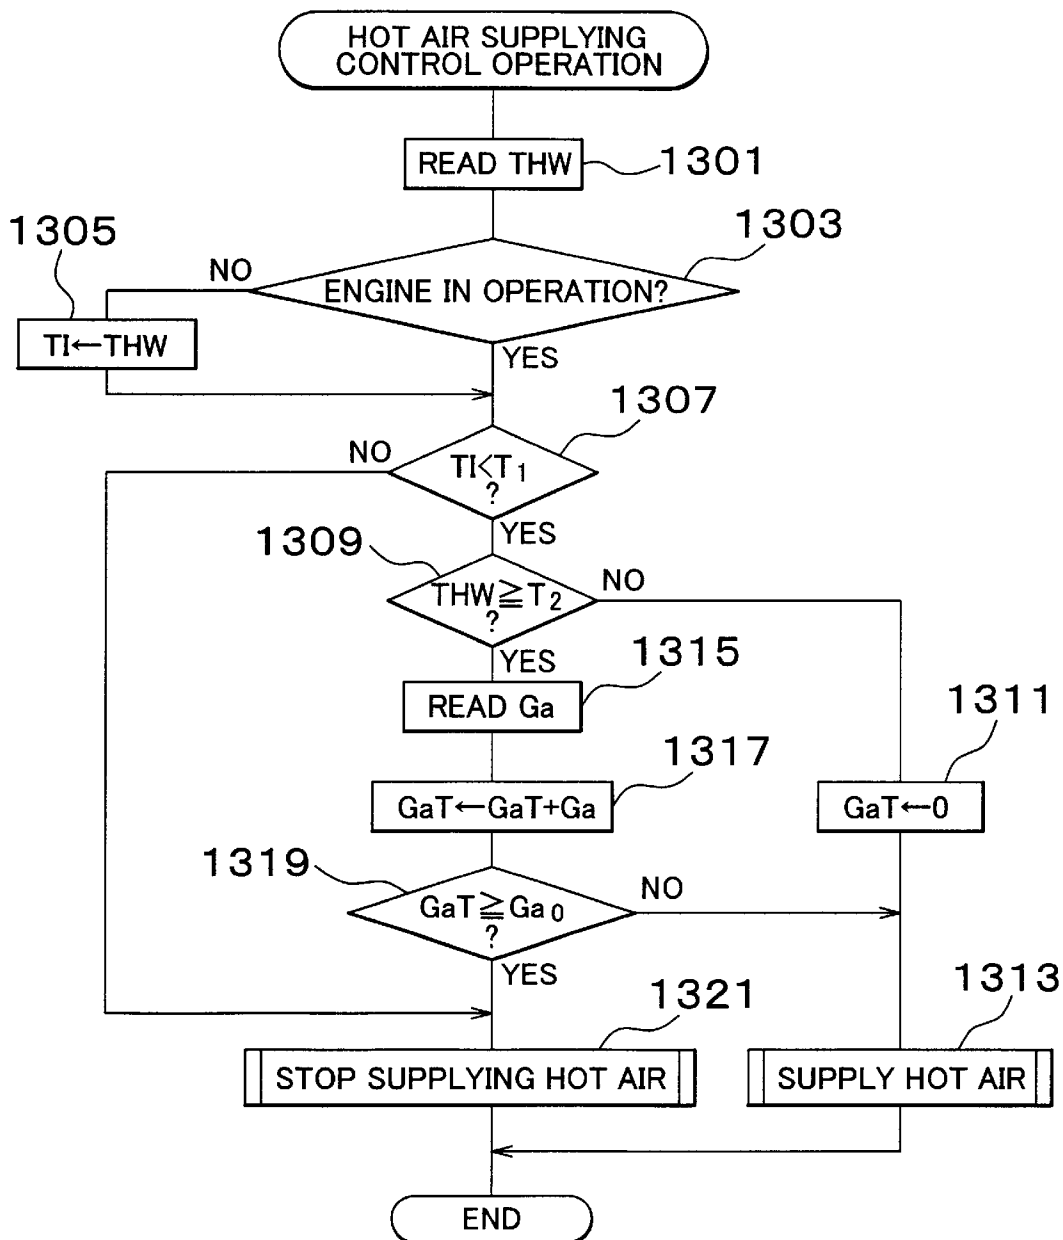 HOT AIR SUPPLYING
CONTROL OPERATION
READ THW
1301
1303
1305
NO
ENGINE IN OPERATION?
TI←THW
YES
1307
NO
TI<T₁
?
YES
1309
THW≧T₂
?
NO
YES
1315
READ Ga
1311
1317
GaT←GaT+Ga
GaT←0
1319
GaT≧Ga₀
?
NO
YES
1321
1313
STOP SUPPLYING HOT AIR
SUPPLY HOT AIR
END